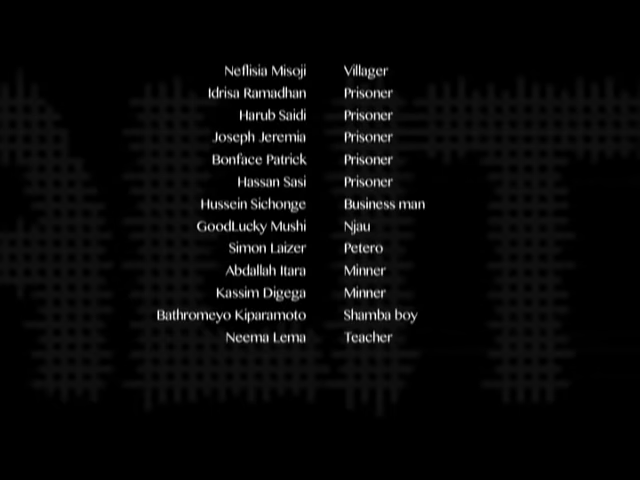 Neflisia Misoji Villager
Idrisa Ramadhan Prisoner
Harub Saidi Prisoner
Joseph Jeremia Prisoner
Bonface Patrick Prisoner
Hassan Sasi Prisoner
Hussein Sichonge Business man
GoodLucky Mushi Njau
Simon Laizer Petero
Abdallah Itara Minner
Kassim Digega Minner
Bathromeyo Kiparamoto Shamba boy
Neema Lema Teacher